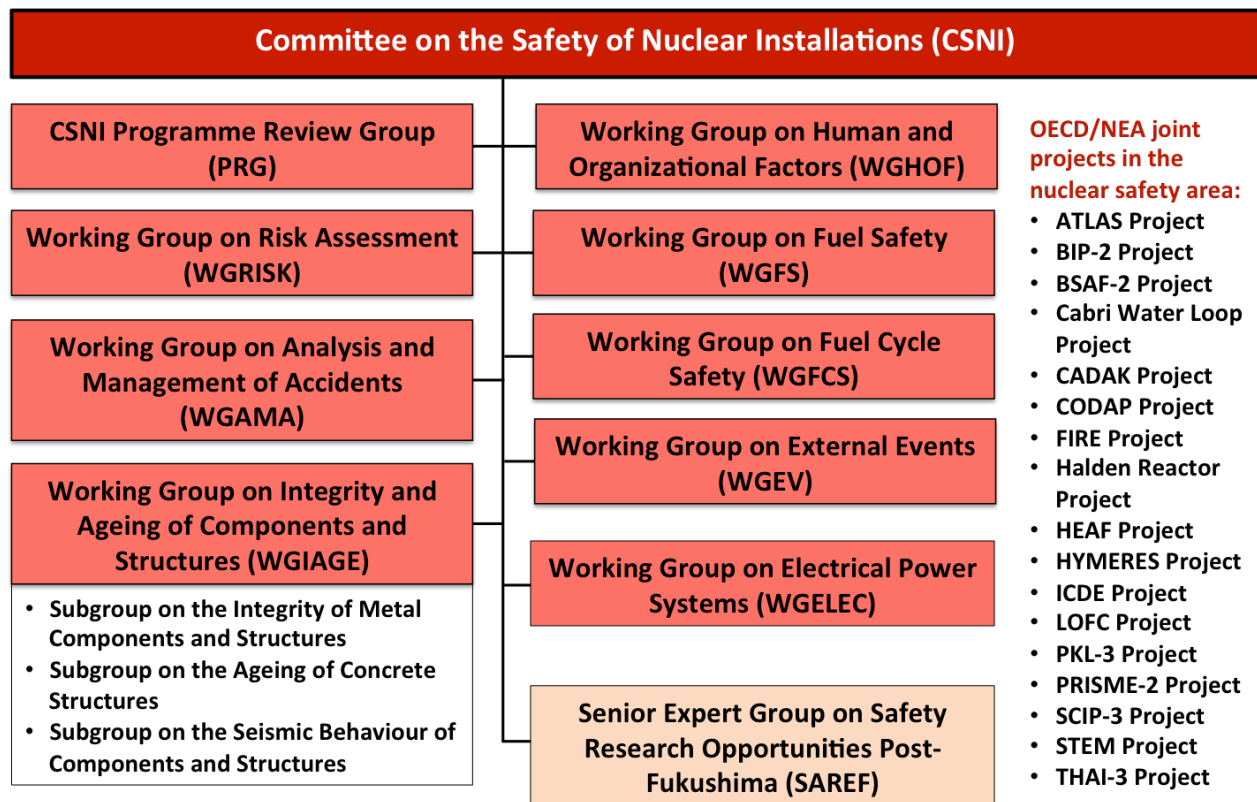 Committee on the Safety of Nuclear Installations (CSNI)
CSNI Programme Review Group
(PRG)
Working Group on Risk Assessment
(WGRISK)
Working Group on Analysis and
Management of Accidents
(WGAMA)
Working Group on Integrity and
Ageing of Components and
Structures (WGIAGE)
• Subgroup on the Integrity of Metal
Components and Structures
• Subgroup on the Ageing of Concrete
Structures
• Subgroup on the Seismic Behaviour of
Components and Structures
Working Group on Human and
Organizational Factors (WGHOF)
Working Group on Fuel Safety
(WGFS)
Working Group on Fuel Cycle
Safety (WGFCS)
Working Group on External Events
(WGEV)
Working Group on Electrical Power
Systems (WGELEC)
Senior Expert Group on Safety
Research Opportunities Post-
Fukushima (SAREF)
OECD/NEA joint
projects in the
nuclear safety area:
• ATLAS Project
• BIP-2 Project
• BSAF-2 Project
• Cabri Water Loop
Project
• CADAK Project
• CODAP Project
• FIRE Project
• Halden Reactor
Project
• HEAF Project
• HYMERES Project
• ICDE Project
• LOFC Project
• PKL-3 Project
• PRISME-2 Project
• SCIP-3 Project
• STEM Project
• THAI-3 Project